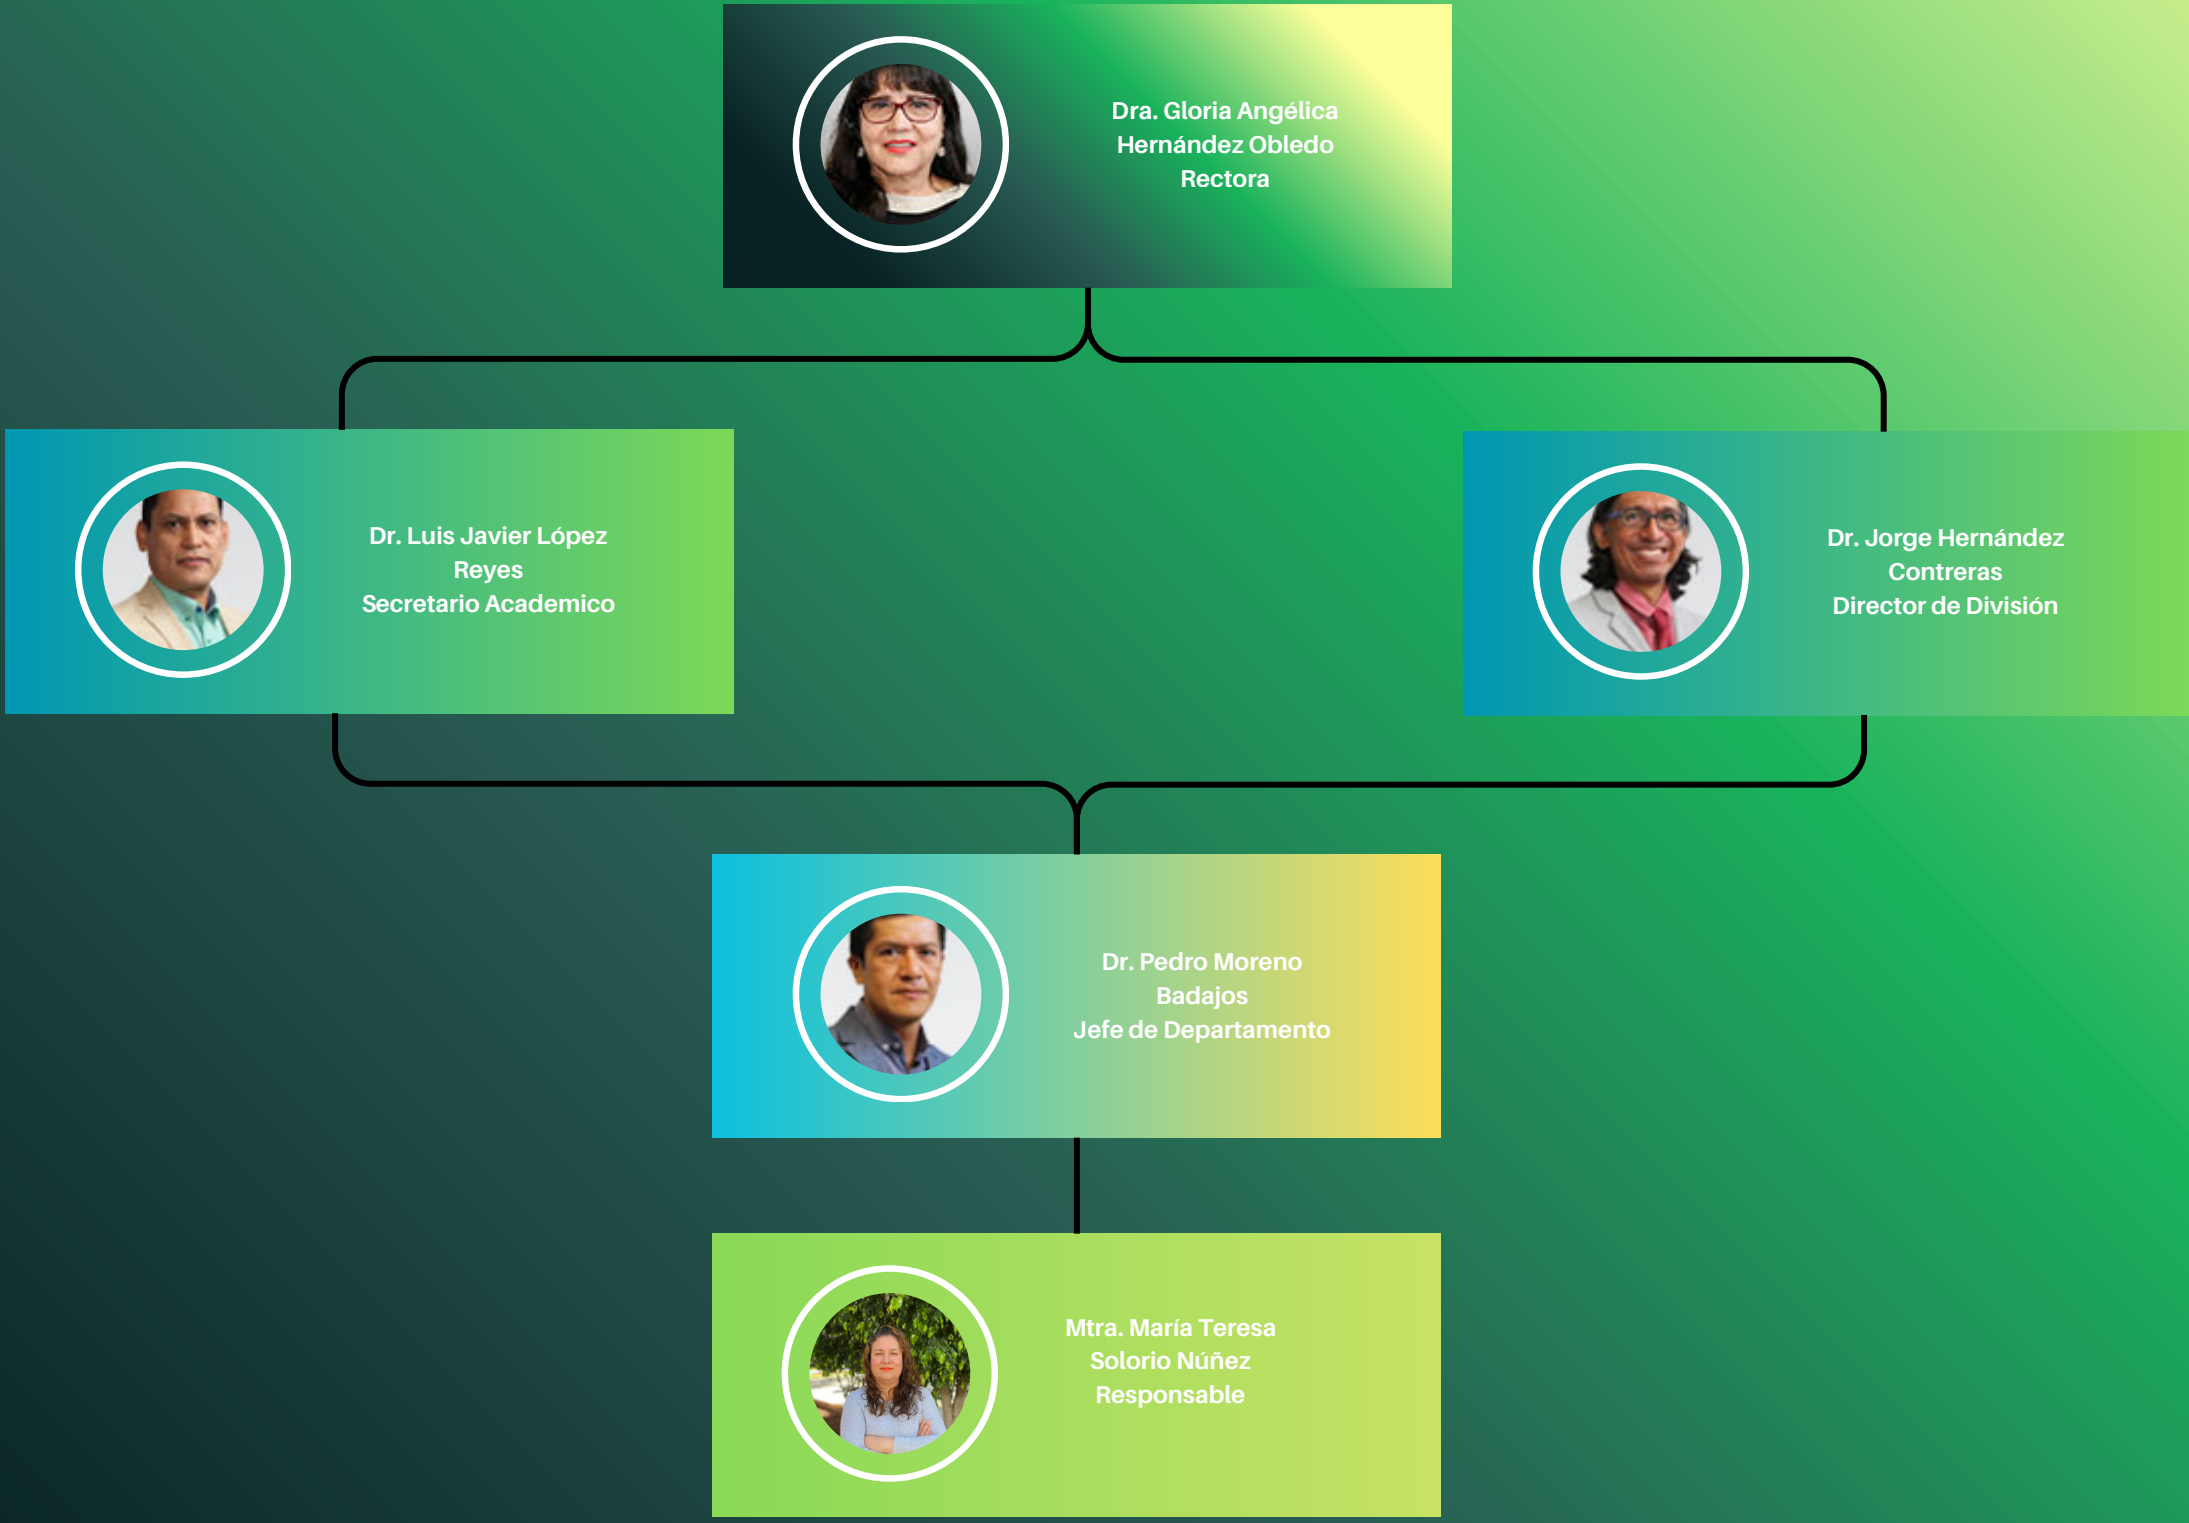 Dra. Gloria Angélica
Hernández Obledo
Rectora
Dr. Luis Javier López
Reyes
Secretario Academico
Dr. Jorge Hernández
Contreras
Director de División
Dr. Pedro Moreno
Badajos
Jefe de Departamento
Mtra. María Teresa
Solorio Núñez
Responsable